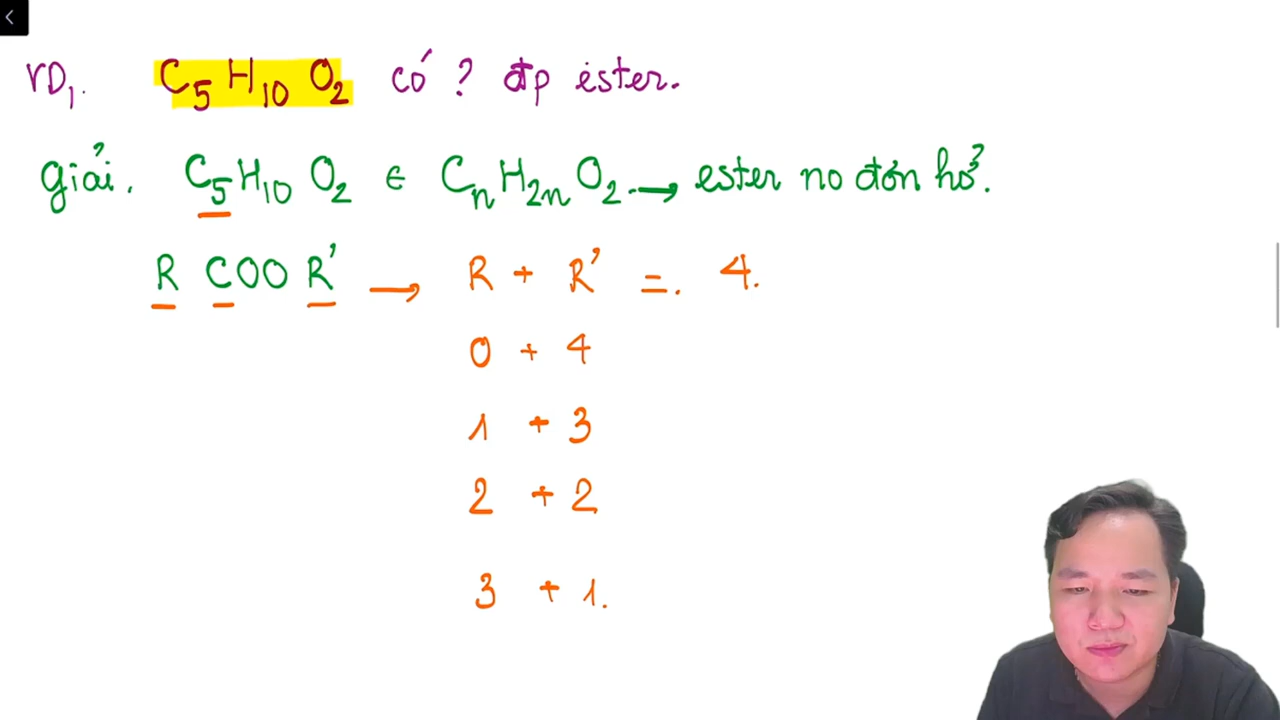 VD₁. C₅H₁₀O₂ có ? đp ester.
giải. C₅H₁₀O₂ ∈ CₙH₂ₙO₂ → ester no đơn hở.
R COO R' → R + R' = . 4.
0 + 4
1 + 3
2 + 2
3 + 1.